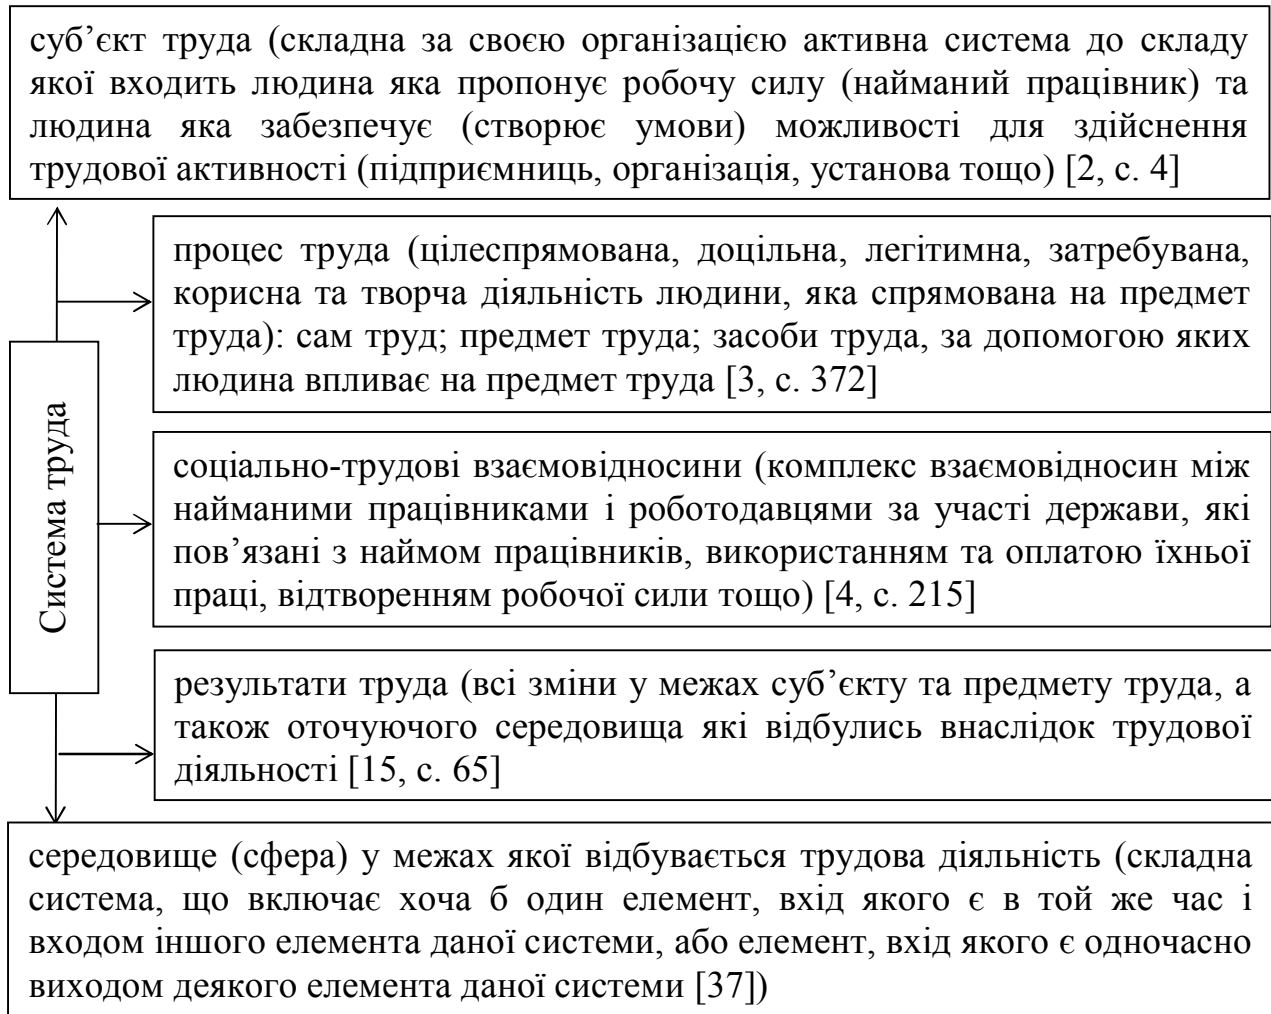 суб’єкт труда (складна за своєю організацією активна система до складу
якої входить людина яка пропонує робочу силу (найманий працівник) та
людина яка забезпечує (створює умови) можливості для здійснення
трудової активності (підприємниць, організація, установа тощо) [2, с. 4]
процес труда (цілеспрямована, доцільна, легітимна, затребувана,
корисна та творча діяльність людини, яка спрямована на предмет
труда): сам труд; предмет труда; засоби труда, за допомогою яких
людина впливає на предмет труда [3, с. 372]
Система труда
соціально-трудові взаємовідносини (комплекс взаємовідносин між
найманими працівниками і роботодавцями за участі держави, які
пов’язані з наймом працівників, використанням та оплатою їхньої
праці, відтворенням робочої сили тощо) [4, с. 215]
результати труда (всі зміни у межах суб’єкту та предмету труда, а
також оточуючого середовища які відбулись внаслідок трудової
діяльності [15, с. 65]
середовище (сфера) у межах якої відбувається трудова діяльність (складна
система, що включає хоча б один елемент, вхід якого є в той же час і
входом іншого елемента даної системи, або елемент, вхід якого є одночасно
виходом деякого елемента даної системи [37])